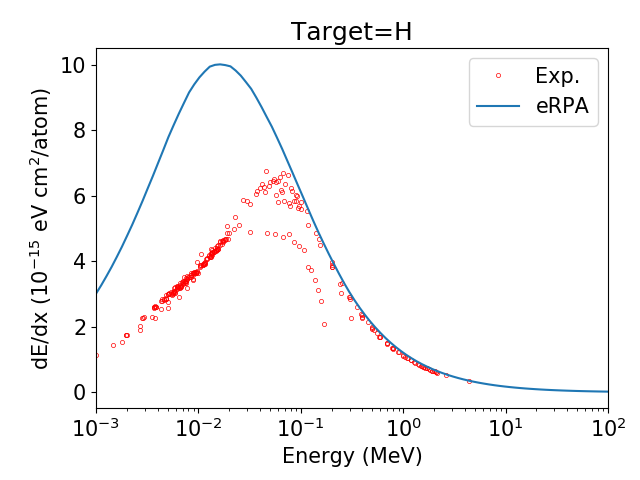 Target=H
dE/dx (10⁻¹⁵ eV cm²/atom)
10
8
6
4
2
0
Exp.
eRPA
10⁻³ 10⁻² 10⁻¹ 10⁰ 10¹ 10²
Energy (MeV)